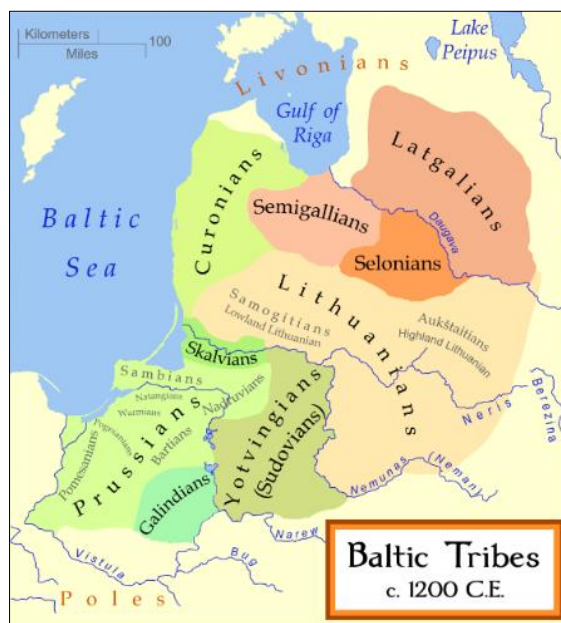 Kilometers
Miles
100
Lake
Peipus
Livonians
Gulf of
Riga
Latgalians
Curonians
Semigallians
Daugava
Baltic
Sea
Selonians
Lithuanians
Samogitians
Lowland Lithuanian
Aukštaitians
Highland Lithuanian
Skalvians
Sambians
Nadruvians
Natangians
Warmians
Pogesanians
Bartians
Pomesanians
Prussians
Yotvingians
(Sudovians)
Neris
Berezina
Galindians
Nemunas (Neman)
Narew
Bug
Vistula
Poles
Baltic Tribes
c. 1200 C.E.